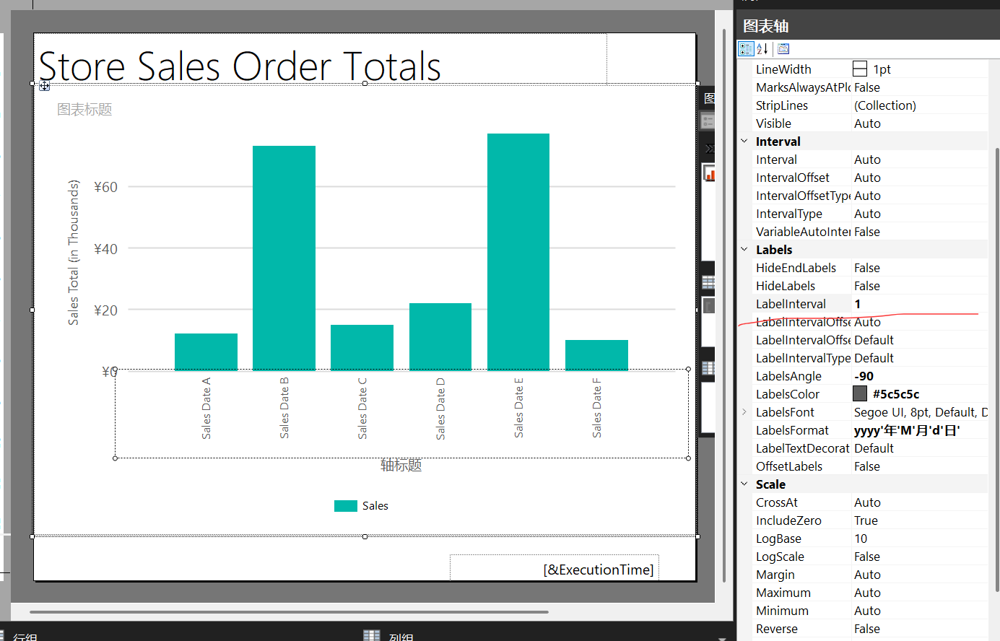 Store Sales Order Totals
图表标题
Sales Total (in Thousands)
¥60
¥40
¥20
¥0
Sales Date A
Sales Date B
Sales Date C
Sales Date D
Sales Date E
Sales Date F
轴标题
Sales
[&ExecutionTime]
行组
列组
图表轴
LineWidth 1pt
MarksAlwaysAtPlo False
StripLines (Collection)
Visible Auto
Interval
Interval Auto
IntervalOffset Auto
IntervalOffsetType Auto
IntervalType Auto
VariableAutoInter False
Labels
HideEndLabels False
HideLabels False
LabelInterval 1
LabelIntervalOffse Auto
LabelIntervalOffse Default
LabelIntervalType Default
LabelsAngle -90
LabelsColor #5c5c5c
LabelsFont Segoe UI, 8pt, Default, D
LabelsFormat yyyy'年'M'月'd'日'
LabelTextDecorat Default
OffsetLabels False
Scale
CrossAt Auto
IncludeZero True
LogBase 10
LogScale False
Margin Auto
Maximum Auto
Minimum Auto
Reverse False